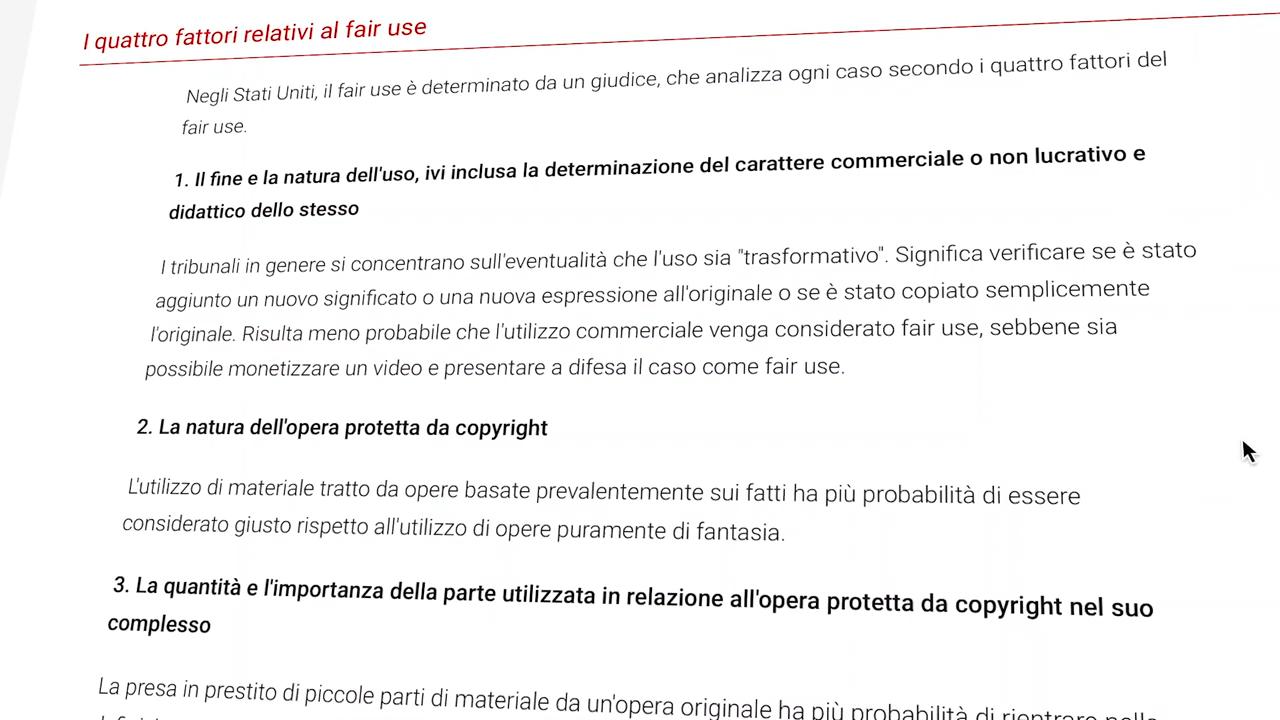 I quattro fattori relativi al fair use
Negli Stati Uniti, il fair use è determinato da un giudice, che analizza ogni caso secondo i quattro fattori del
fair use.
1. Il fine e la natura dell'uso, ivi inclusa la determinazione del carattere commerciale o non lucrativo e
didattico dello stesso
I tribunali in genere si concentrano sull'eventualità che l'uso sia "trasformativo". Significa verificare se è stato
aggiunto un nuovo significato o una nuova espressione all'originale o se è stato copiato semplicemente
l'originale. Risulta meno probabile che l'utilizzo commerciale venga considerato fair use, sebbene sia
possibile monetizzare un video e presentare a difesa il caso come fair use.
2. La natura dell'opera protetta da copyright
L'utilizzo di materiale tratto da opere basate prevalentemente sui fatti ha più probabilità di essere
considerato giusto rispetto all'utilizzo di opere puramente di fantasia.
3. La quantità e l'importanza della parte utilizzata in relazione all'opera protetta da copyright nel suo
complesso
La presa in prestito di piccole parti di materiale da un'opera originale ha più probabilità di rientrare nella